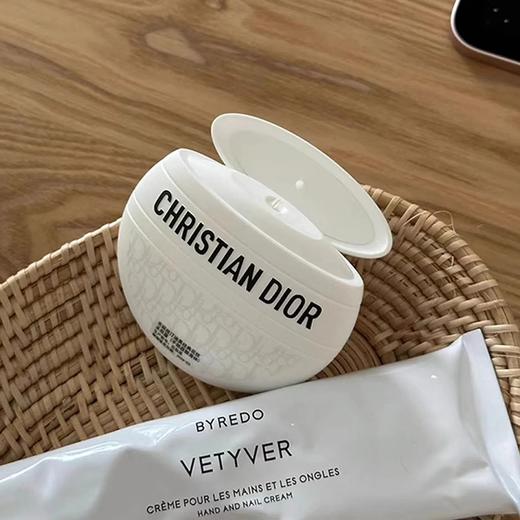 CHRISTIAN DIOR
BYREDO
VETYVER
CRÈME POUR LES MAINS ET LES ONGLES
HAND AND NAIL CREAM